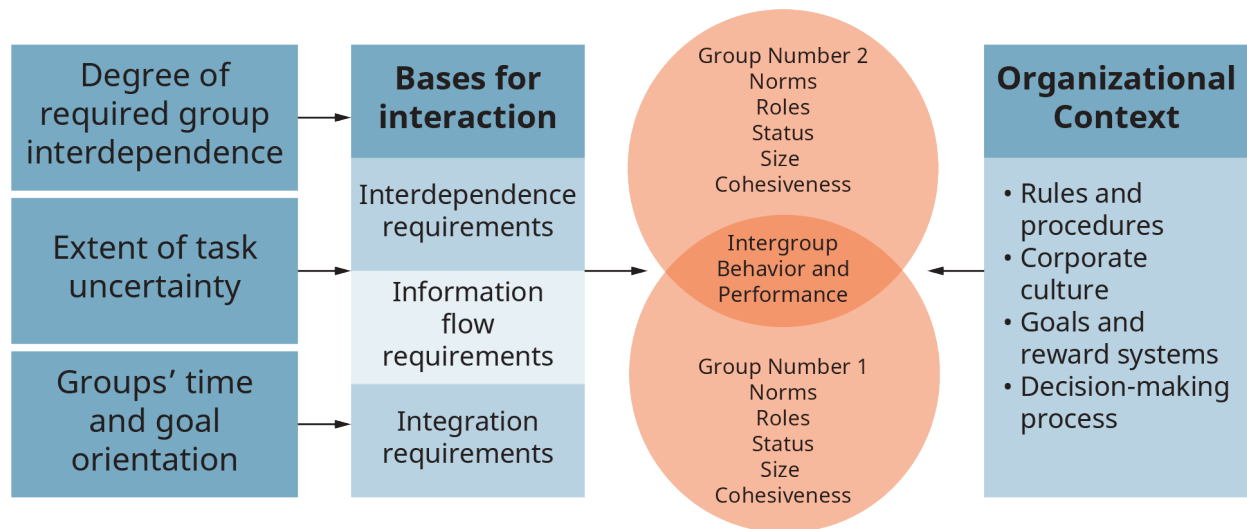 Degree of
required group
interdependence
Extent of task
uncertainty
Groups’ time
and goal
orientation
Bases for
interaction
Interdependence
requirements
Information
flow
requirements
Integration
requirements
Group Number 2
Norms
Roles
Status
Size
Cohesiveness
Intergroup
Behavior and
Performance
Group Number 1
Norms
Roles
Status
Size
Cohesiveness
Organizational
Context
• Rules and
procedures
• Corporate
culture
• Goals and
reward systems
• Decision-making
process